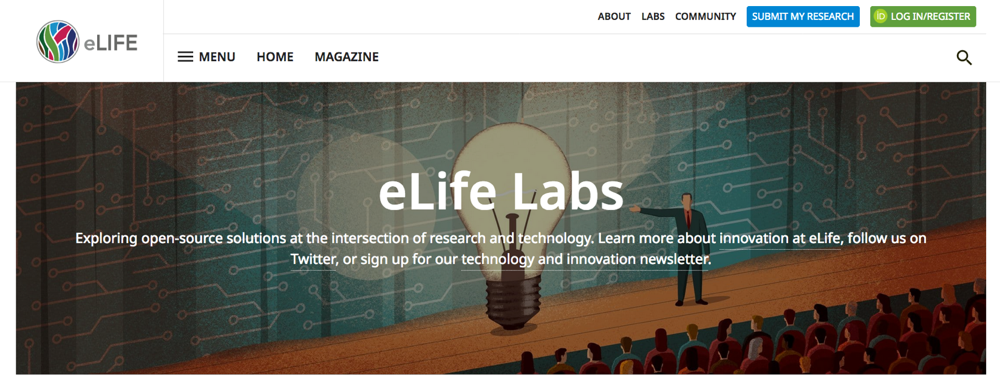 ABOUT LABS COMMUNITY SUBMIT MY RESEARCH iD LOG IN/REGISTER
eLIFE
MENU HOME MAGAZINE
eLife Labs
Exploring open-source solutions at the intersection of research and technology. Learn more about innovation at eLife, follow us on
Twitter, or sign up for our technology and innovation newsletter.